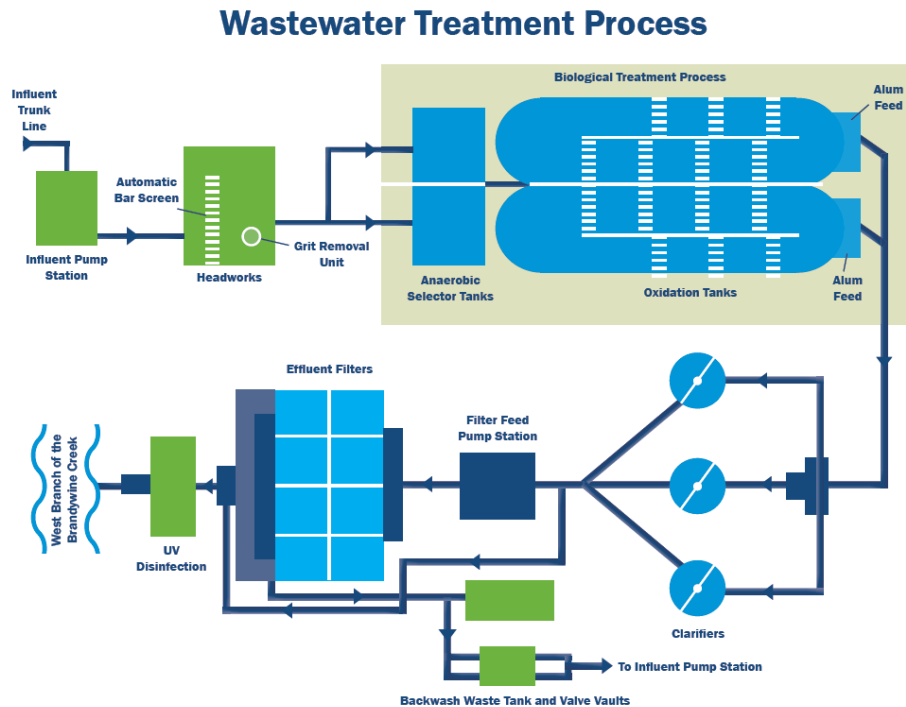 Wastewater Treatment Process
Biological Treatment Process
Influent
Trunk
Line
Alum
Feed
Automatic
Bar Screen
Grit Removal
Unit
Influent Pump
Station
Headworks
Anaerobic
Selector Tanks
Oxidation Tanks
Alum
Feed
Effluent Filters
Filter Feed
Pump Station
West Branch of the
Brandywine Creek
UV
Disinfection
Clarifiers
To Influent Pump Station
Backwash Waste Tank and Valve Vaults